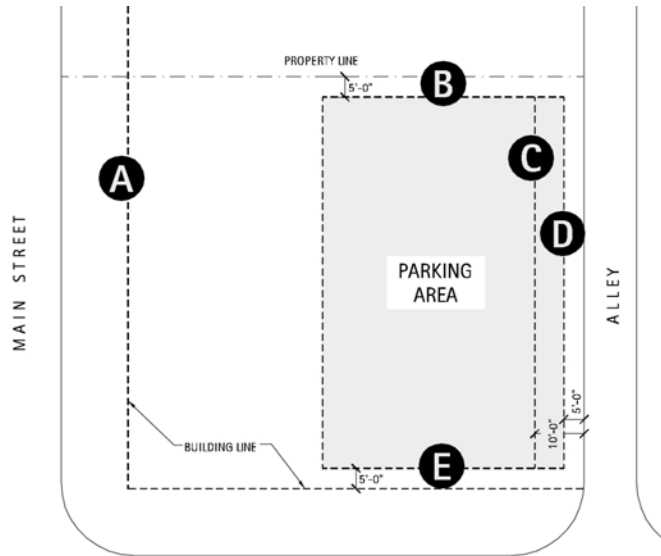 PROPERTY LINE
5'-0"
B
C
A
D
MAIN STREET
PARKING
AREA
ALLEY
5'-0"
10'-0"
BUILDING LINE
E
5'-0"